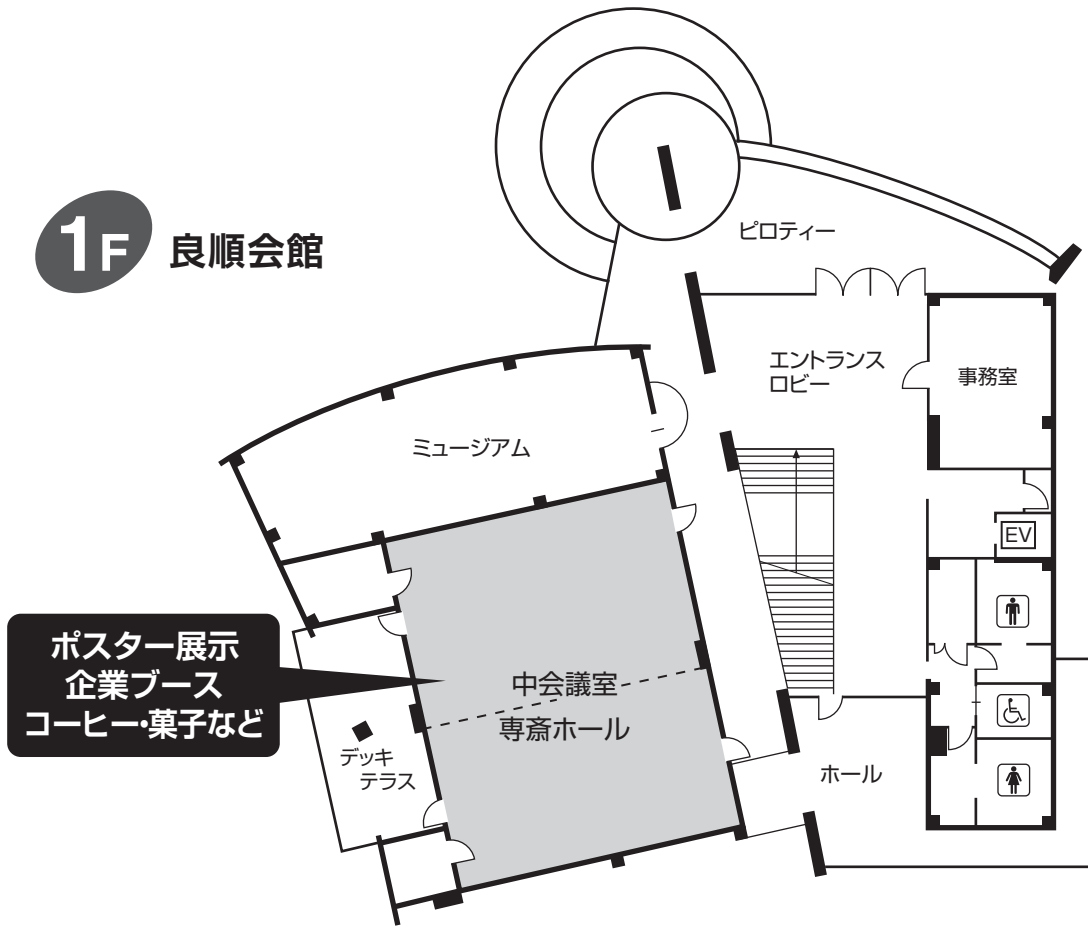 1F 良順会館
ピロティー
エントランス
ロビー
事務室
ミュージアム
EV
ポスター展示
企業ブース
コーヒー・菓子など
中会議室
専斎ホール
デッキ
テラス
ホール